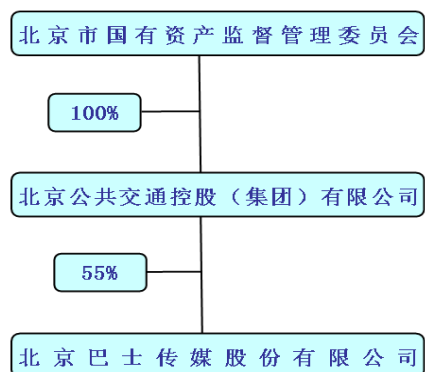 北京市国有资产监督管理委员会
100%
北京公共交通控股（集团）有限公司
55%
北京巴士传媒股份有限公司